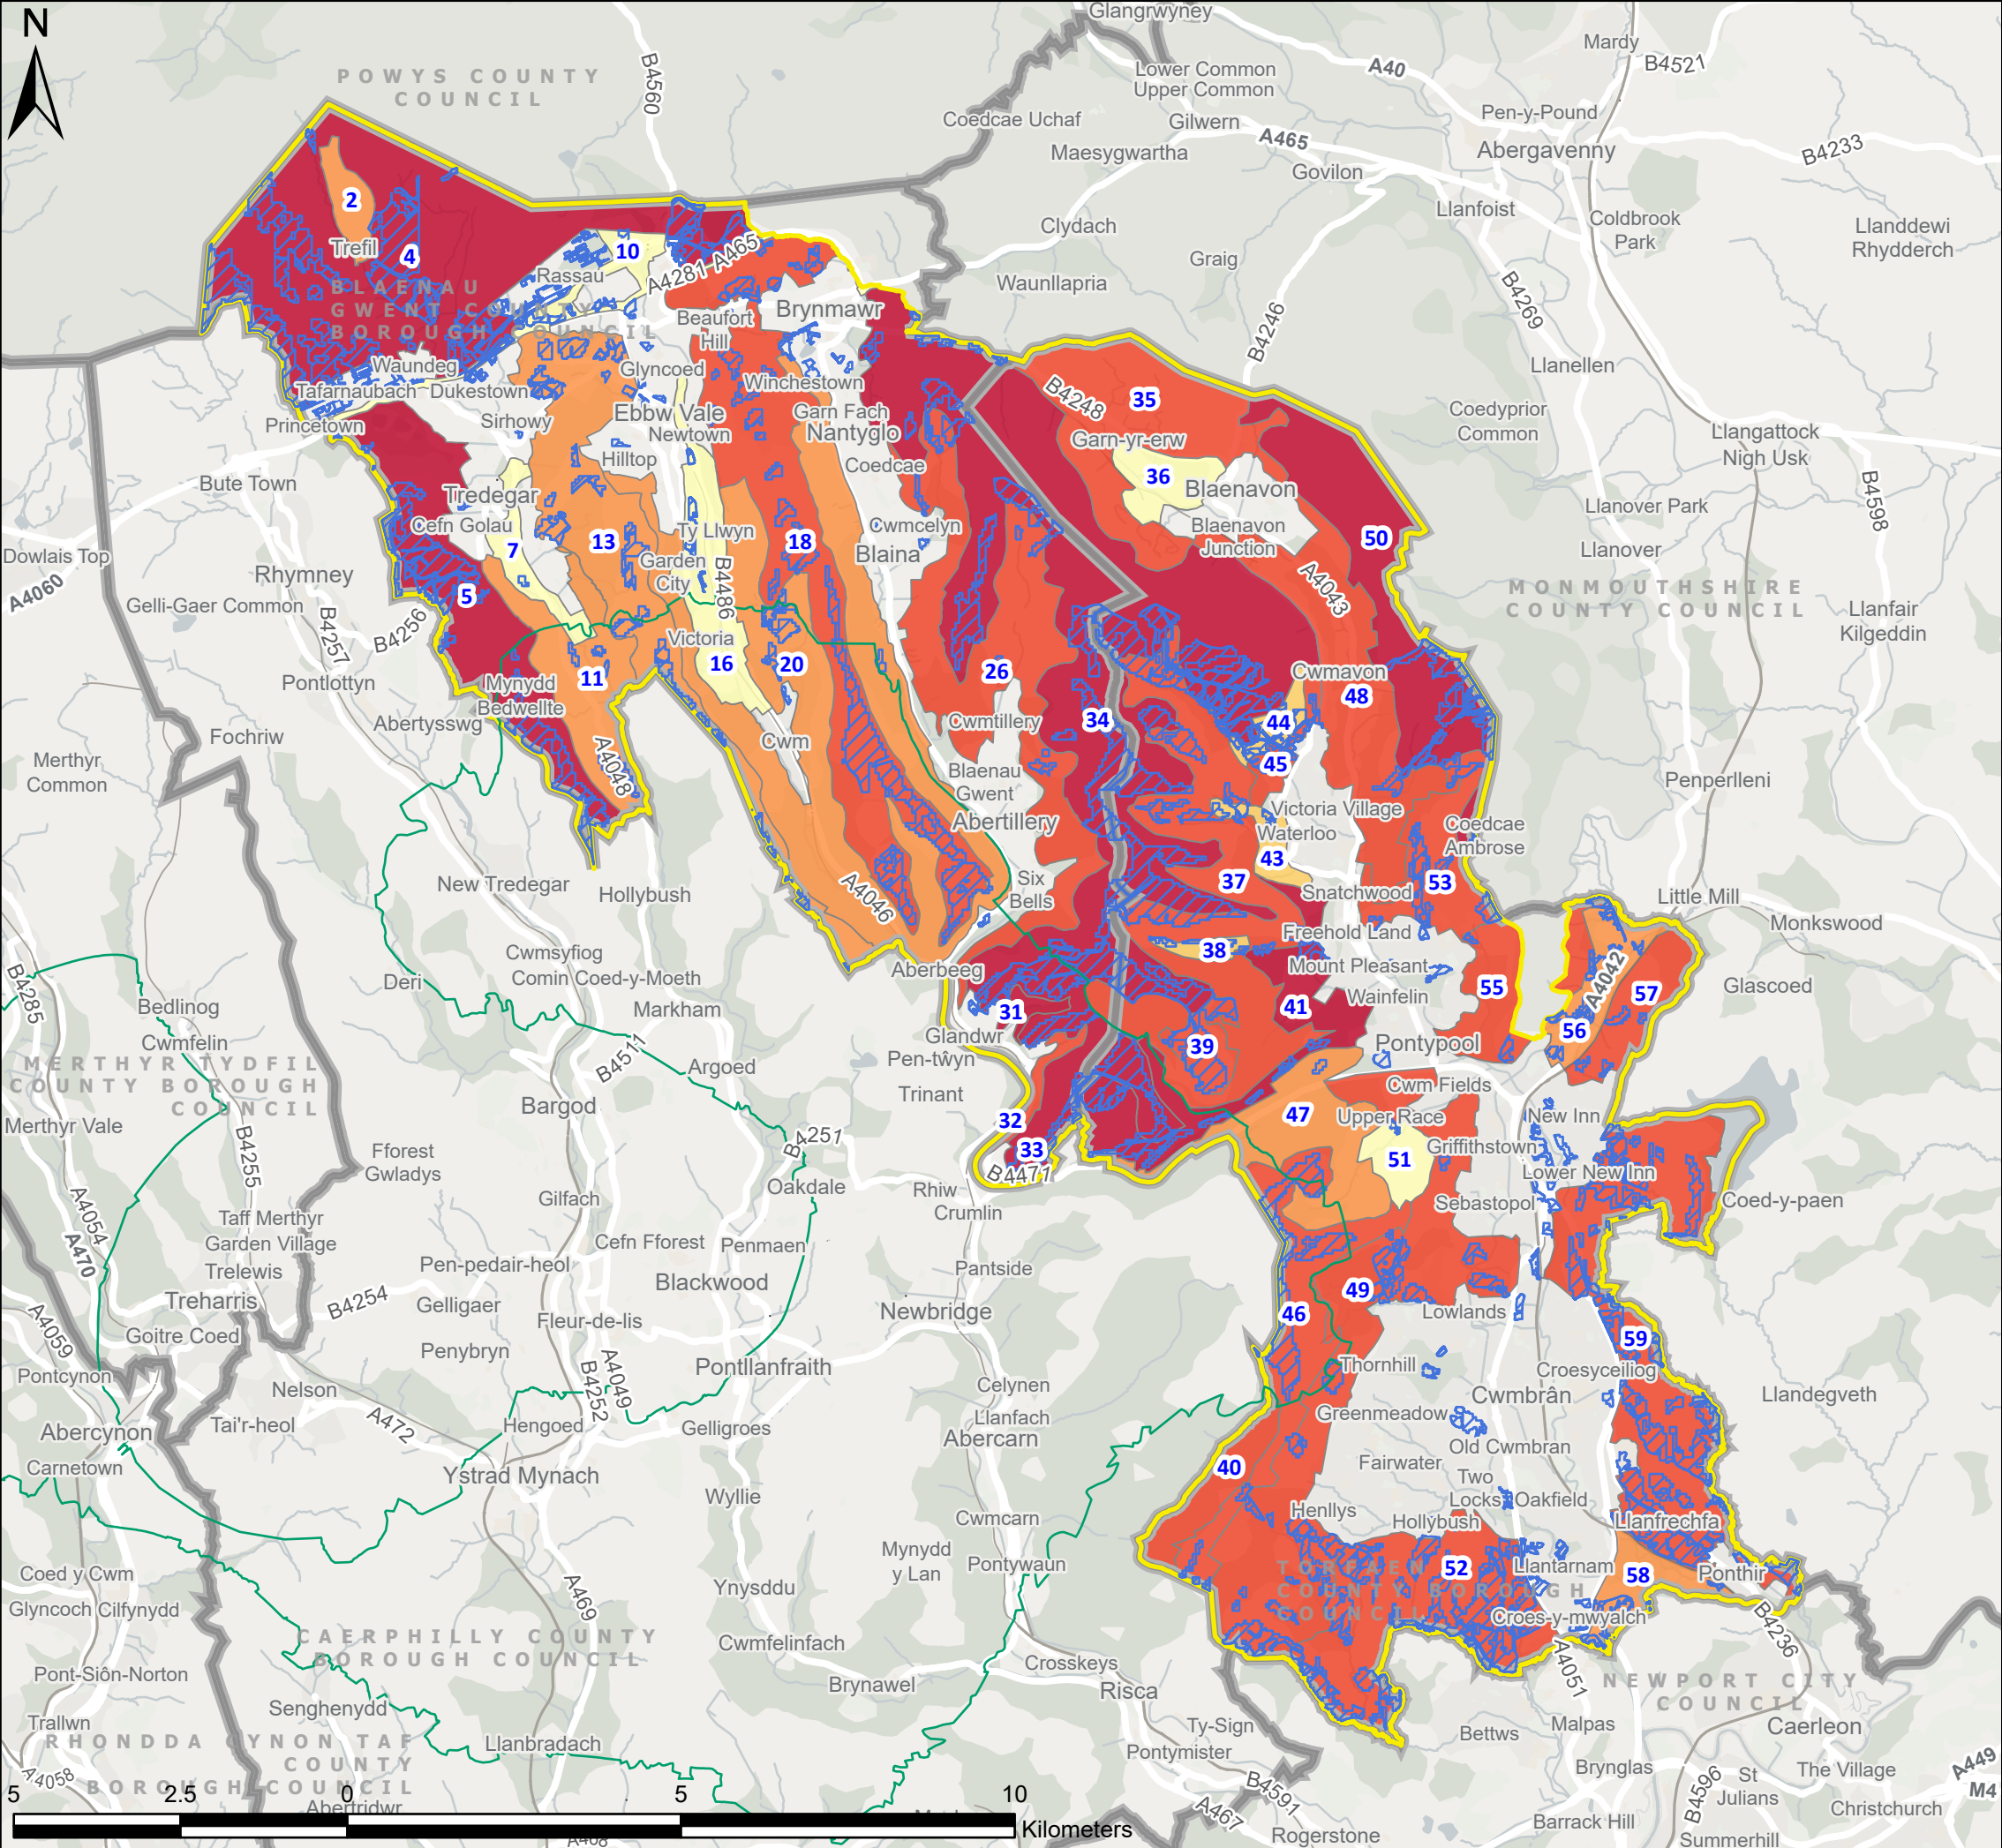 N
Glangrwyney
POWYS COUNTY
COUNCIL
B4560
Mardy
B4521
A40
Lower Common
Upper Common
Coedcae Uchaf
Gilwern
Pen-y-Pound
A465
Abergavenny
B4233
Maesygwartha
Govilon
2
Trefil
4
10
Rassau
A4281
A465
Clydach
Llanfoist
Coldbrook
Park
Llanddewi
Rhydderch
Graig
Waunllapria
BLAENAU
GWENT COUNTY
BOROUGH COUNCIL
Brynmawr
Beaufort
Hill
B4269
B4246
Waundeg
Glyncoed
Llanellen
Tafarnaubach
Dukestown
Winchestown
B4248
35
Princetown
Sirhowy
Ebbw Vale
Newtown
Garn Fach
Nantyglo
Garn-yr-erw
Coedyprior
Common
Llangattock
Nigh Usk
Hilltop
Coedcae
36
Blaenavon
B4598
Bute Town
Tredegar
Llanover Park
Cefn Golau
Ty Llwyn
Cwmcelyn
Blaenavon
Junction
50
Dowlais Top
7
13
18
Blaina
Llanover
A4060
Rhymney
Garden
City
B4486
A4043
MONMOUTHSHIRE
COUNTY COUNCIL
Gelli-Gaer Common
5
B4257
B4256
Llanfair
Kilgeddin
Victoria
16
20
26
Cwmavon
48
Pontlottyn
Mynydd
Bedwellte
11
Abertysswg
Cwmtillery
34
44
Fochriw
Cwm
45
Merthyr
Common
A4048
Blaenau
Gwent
Penperlleni
Victoria Village
Abertillery
Waterloo
Coedcae
Ambrose
43
New Tredegar
Hollybush
A4046
Six
Bells
37
Snatchwood
53
Little Mill
Monkswood
Freehold Land
Cwmsyfiog
Comin Coed-y-Moeth
38
Aberbeeg
Mount Pleasant
A4042
Deri
B4285
Bedlinog
Markham
31
41
Wainfelin
55
57
Glascoed
Cwmfelin
Glandwr
56
MERTHYR TYDFIL
COUNTY BOROUGH
COUNCIL
B4511
Pen-tŵyn
39
Pontypool
Argoed
Trinant
Cwm Fields
Bargod
Merthyr Vale
32
47
Upper Race
New Inn
B4255
Fforest
Gwladys
B4251
33
Griffithstown
B4471
51
Lower New Inn
Oakdale
Rhiw
Crumlin
Sebastopol
Coed-y-paen
A4054
Gilfach
Taff Merthyr
Garden Village
Cefn Fforest
Penmaen
A470
Trelewis
Pen-pedair-heol
Pantside
Blackwood
49
Treharris
B4254
Gelligaer
Newbridge
46
Lowlands
A4059
Goitre Coed
Fleur-de-lis
59
Penybryn
Pontcynon
A4049
B4252
Pontllanfraith
Thornhill
Croesyceiliog
Nelson
Celynen
Cwmbrân
Llandegveth
Abercynon
Tai'r-heol
A472
Hengoed
Gelligroes
Llanfach
Abercarn
Greenmeadow
Carnetown
Old Cwmbran
Ystrad Mynach
40
Fairwater
Two
Locks
Wyllie
Oakfield
Henllys
Hollybush
Llanfrechfa
Cwmcarn
Coed y Cwm
Mynydd
y Lan
Pontywaun
TORFAEN
COUNTY BOROUGH
COUNCIL
52
Llantarnam
58
Ponthir
Ynysddu
Glyncoch
Cilfynydd
A469
Croes-y-mwyalch
B4236
CAERPHILLY COUNTY
BOROUGH COUNCIL
Cwmfelinfach
Pont-Siôn-Norton
Crosskeys
A4051
NEWPORT CITY
COUNCIL
Brynawel
Risca
Senghenydd
Trallwn
Ty-Sign
Bettws
Malpas
Caerleon
RHONDDA CYNON TAF
COUNTY
BOROUGH COUNCIL
Llanbradach
Pontymister
A4058
Brynglas
St
Julians
The Village
A449
M4
B4591
B4596
Abertridwr
A467
Barrack Hill
Christchurch
A468
Rogerstone
Summerhill
5 2.5 0 5 10
Kilometers